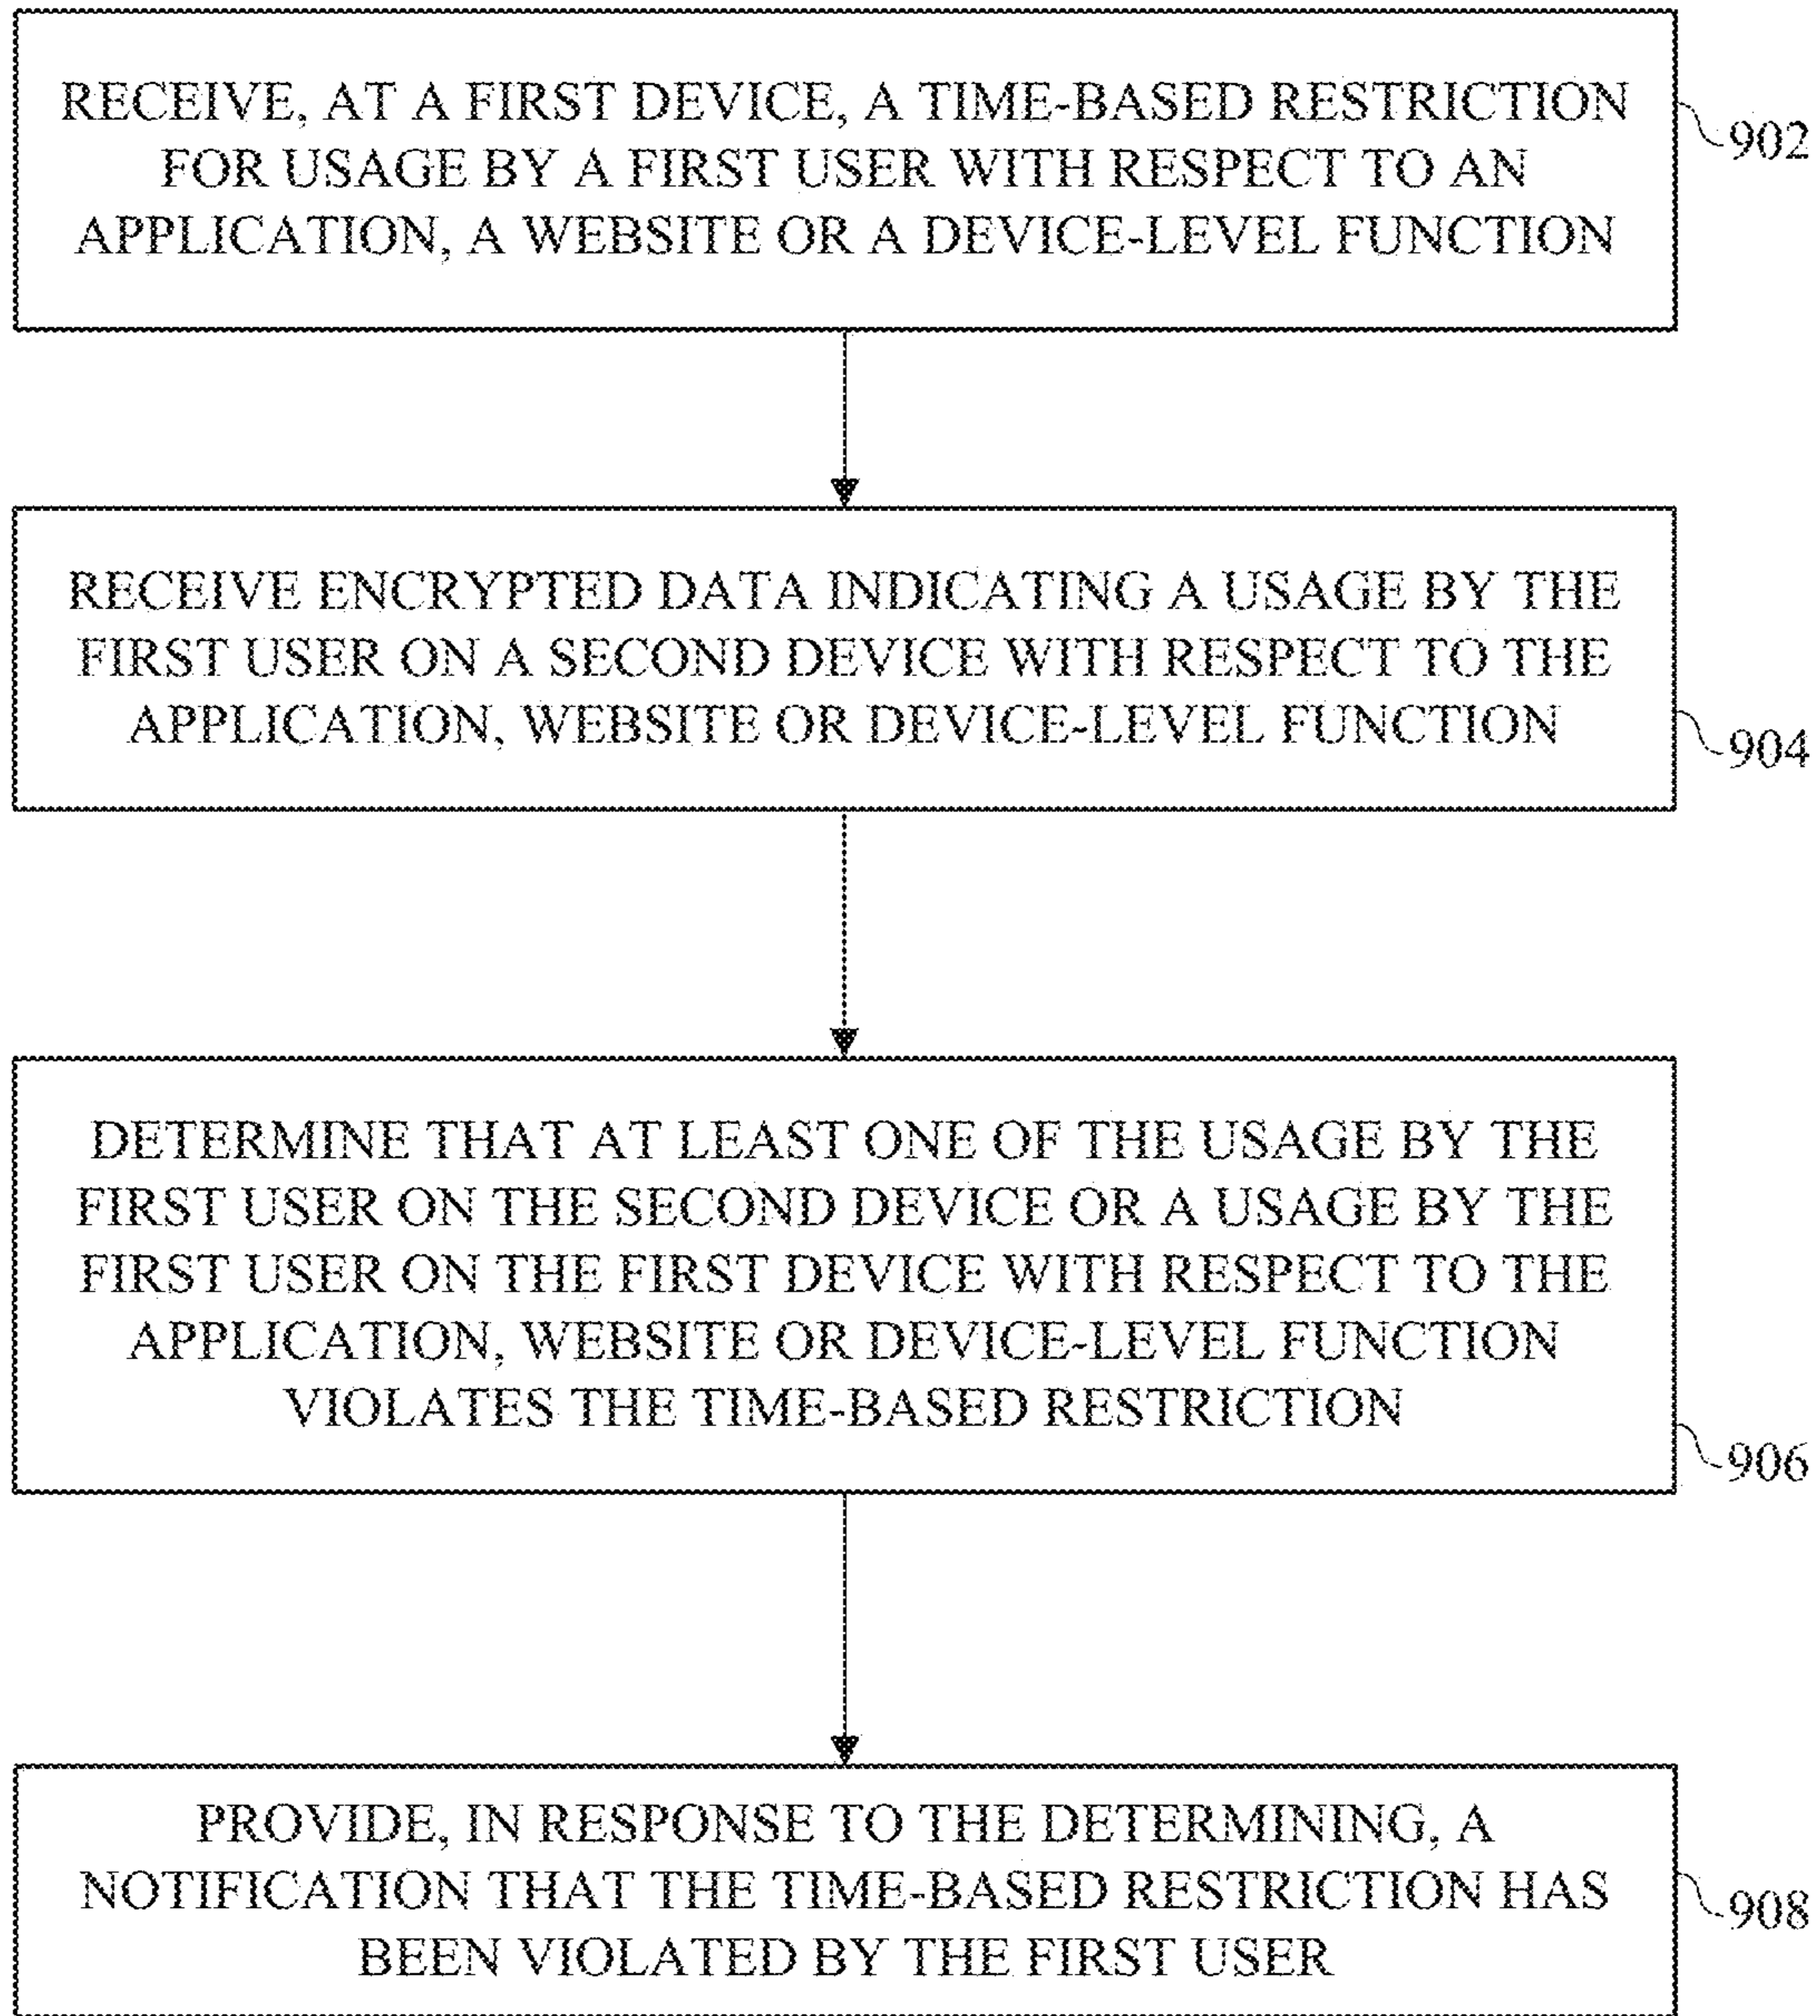 RECEIVE, AT A FIRST DEVICE, A TIME-BASED RESTRICTION
FOR USAGE BY A FIRST USER WITH RESPECT TO AN
APPLICATION, A WEBSITE OR A DEVICE-LEVEL FUNCTION
902
RECEIVE ENCRYPTED DATA INDICATING A USAGE BY THE
FIRST USER ON A SECOND DEVICE WITH RESPECT TO THE
APPLICATION, WEBSITE OR DEVICE-LEVEL FUNCTION
904
DETERMINE THAT AT LEAST ONE OF THE USAGE BY THE
FIRST USER ON THE SECOND DEVICE OR A USAGE BY THE
FIRST USER ON THE FIRST DEVICE WITH RESPECT TO THE
APPLICATION, WEBSITE OR DEVICE-LEVEL FUNCTION
VIOLATES THE TIME-BASED RESTRICTION
906
PROVIDE, IN RESPONSE TO THE DETERMINING, A
NOTIFICATION THAT THE TIME-BASED RESTRICTION HAS
BEEN VIOLATED BY THE FIRST USER
908